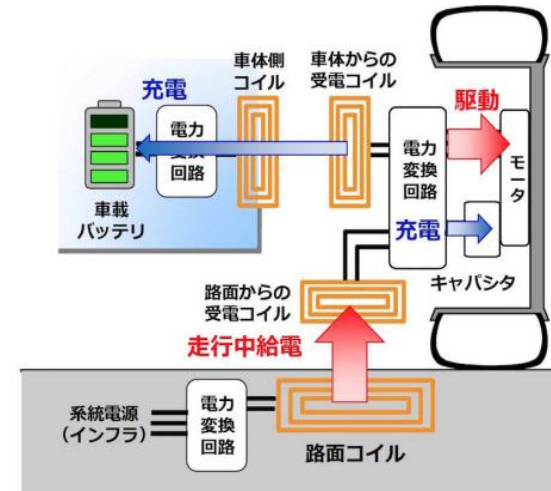 車体側
コイル
車体からの
受電コイル
充電
電力
変換
回路
駆動
電力
変換
回路
モータ
車載
バッテリ
充電
キャパシタ
路面からの
受電コイル
走行中給電
系統電源
（インフラ）
電力
変換
回路
路面コイル